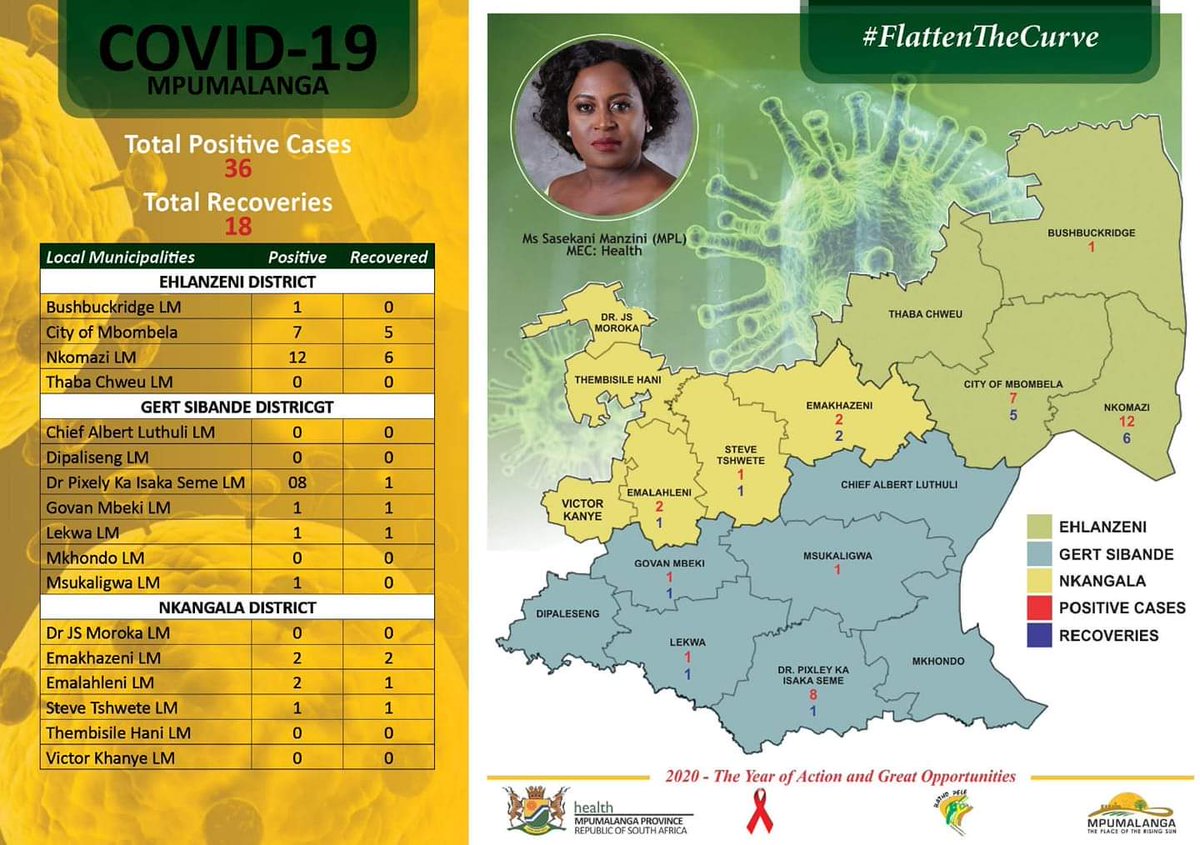 COVID-19
MPUMALANGA
Total Positive Cases
36
Total Recoveries
18
Local Municipalities Positive Recovered
EHLANZENI DISTRICT
Bushbuckridge LM 1 0
City of Mbombela 7 5
Nkomazi LM 12 6
Thaba Chweu LM 0 0
GERT SIBANDE DISTRICGT
Chief Albert Luthuli LM 0 0
Dipaliseng LM 0 0
Dr Pixely Ka Isaka Seme LM 08 1
Govan Mbeki LM 1 1
Lekwa LM 1 1
Mkhondo LM 0 0
Msukaligwa LM 1 0
NKANGALA DISTRICT
Dr JS Moroka LM 0 0
Emakhazeni LM 2 2
Emalahleni LM 2 1
Steve Tshwete LM 1 1
Thembisile Hani LM 0 0
Victor Khanye LM 0 0
#FlattenTheCurve
Ms Sasekani Manzini (MPL)
MEC: Health
BUSHBUCKRIDGE
1
THABA CHWEU
DR. JS
MOROKA
THEMBISILE HANI
CITY OF MBOMBELA
7
5
NKOMAZI
12
6
EMAKHAZENI
2
2
STEVE
TSHWETE
1
1
EMALAHLENI
2
1
VICTOR
KANYE
CHIEF ALBERT LUTHULI
GOVAN MBEKI
1
1
MSUKALIGWA
1
DIPALESENG
LEKWA
1
1
DR. PIXLEY KA
ISAKA SEME
8
1
MKHONDO
EHLANZENI
GERT SIBANDE
NKANGALA
POSITIVE CASES
RECOVERIES
2020 - The Year of Action and Great Opportunities
health
MPUMALANGA PROVINCE
REPUBLIC OF SOUTH AFRICA
BATHO PELE
MPUMALANGA
THE PLACE OF THE RISING SUN